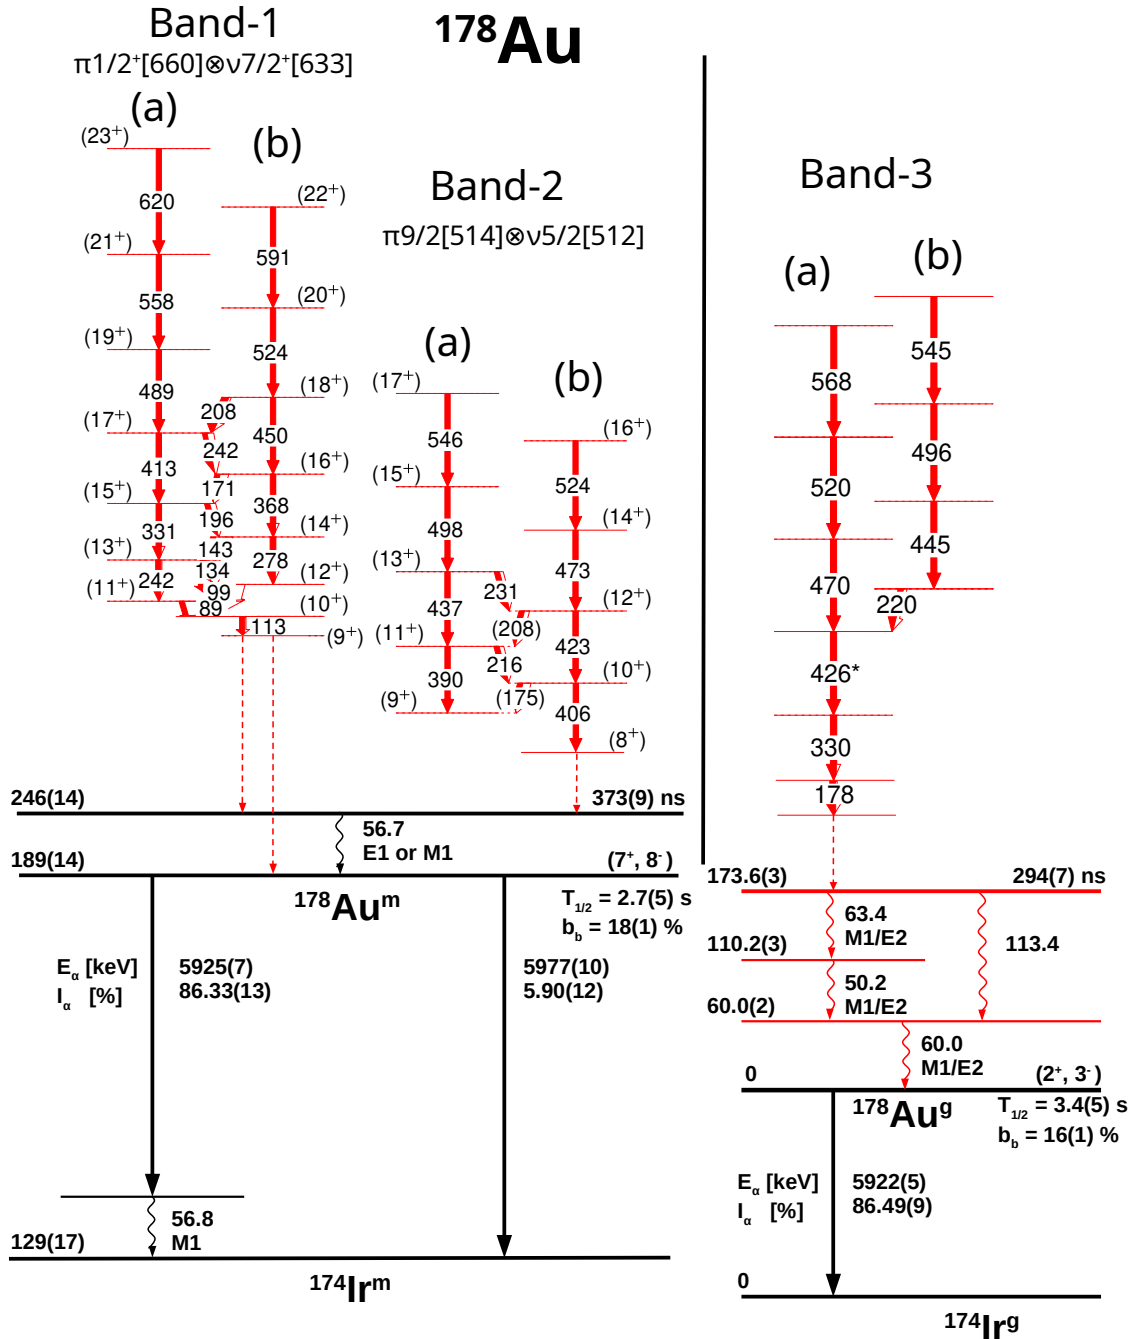 Band-1
π1/2⁺[660]⊗ν7/2⁺[633]
¹⁷⁸Au
(a)
(b)
(23⁺)
(22⁺)
620
591
(21⁺)
(20⁺)
558
524
(19⁺)
(18⁺)
489
208
450
(17⁺)
242
(16⁺)
413
171
368
(15⁺)
196
(14⁺)
331
143
278
(13⁺)
134
(12⁺)
242
99
(11⁺)
89
(10⁺)
113
(9⁺)
Band-2
π9/2[514]⊗ν5/2[512]
(a)
(b)
(17⁺)
(16⁺)
546
524
(15⁺)
(14⁺)
498
473
(13⁺)
231
(12⁺)
437
(208)
423
(11⁺)
216
(10⁺)
390
(175)
406
(9⁺)
(8⁺)
246(14)
373(9) ns
56.7
E1 or M1
189(14)
(7⁺, 8⁻)
¹⁷⁸Auᵐ
T₁/₂ = 2.7(5) s
b_b = 18(1) %
E_α [keV]
I_α [%]
5925(7)
86.33(13)
5977(10)
5.90(12)
56.8
M1
129(17)
¹⁷⁴Irᵐ
Band-3
(a)
(b)
568
545
520
496
470
445
220
426*
330
178
173.6(3)
294(7) ns
63.4
M1/E2
113.4
110.2(3)
50.2
M1/E2
60.0(2)
60.0
M1/E2
0
(2⁺, 3⁻)
¹⁷⁸Auᵍ
T₁/₂ = 3.4(5) s
b_b = 16(1) %
E_α [keV]
I_α [%]
5922(5)
86.49(9)
0
¹⁷⁴Irᵍ